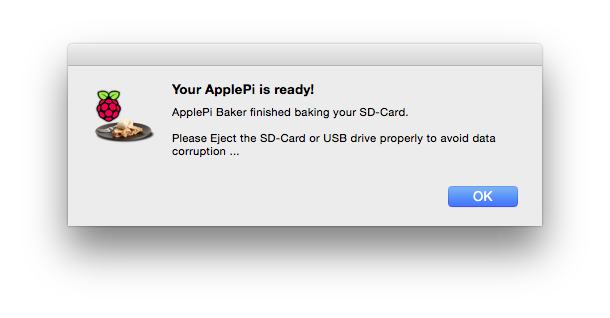 Your ApplePi is ready!
ApplePi Baker finished baking your SD-Card.
Please Eject the SD-Card or USB drive properly to avoid data
corruption ...
OK